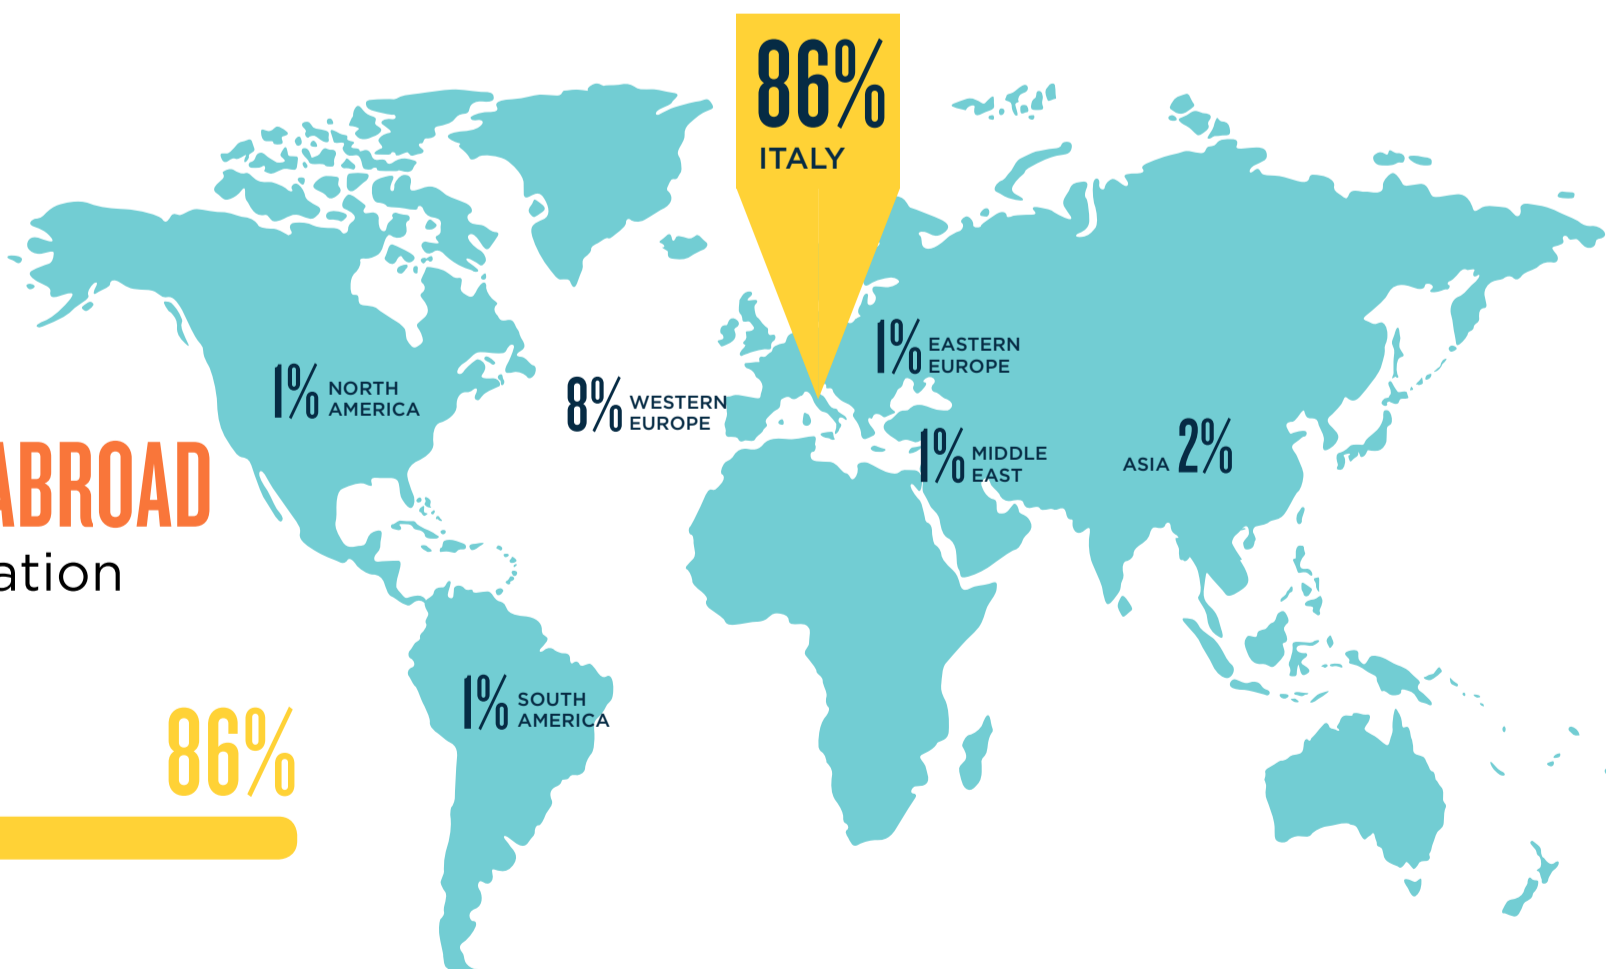 86%
ITALY
1% EASTERN
EUROPE
1% NORTH
AMERICA
8% WESTERN
EUROPE
1% MIDDLE
EAST
ASIA 2%
ABROAD
ation
1% SOUTH
AMERICA
86%